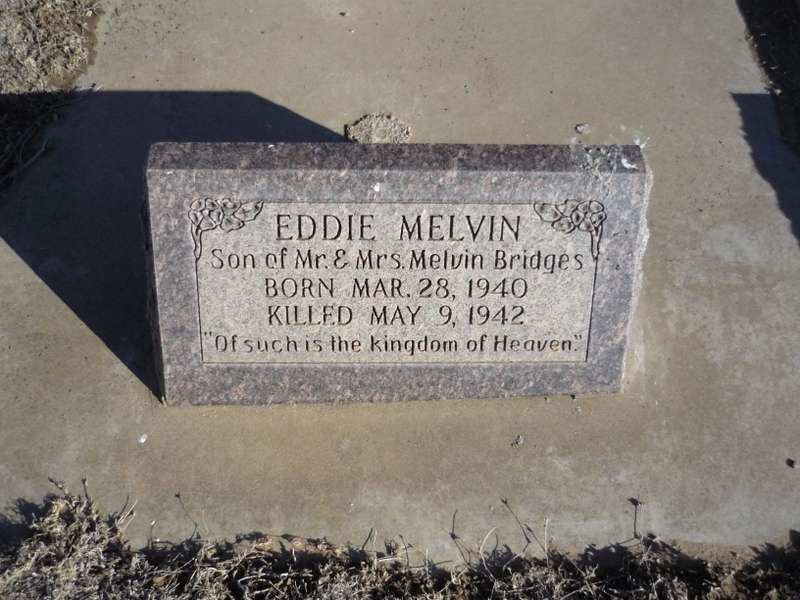 EDDIE MELVIN
Son of Mr. & Mrs. Melvin Bridges
BORN MAR. 28, 1940
KILLED MAY 9, 1942
"Of such is the kingdom of Heaven."